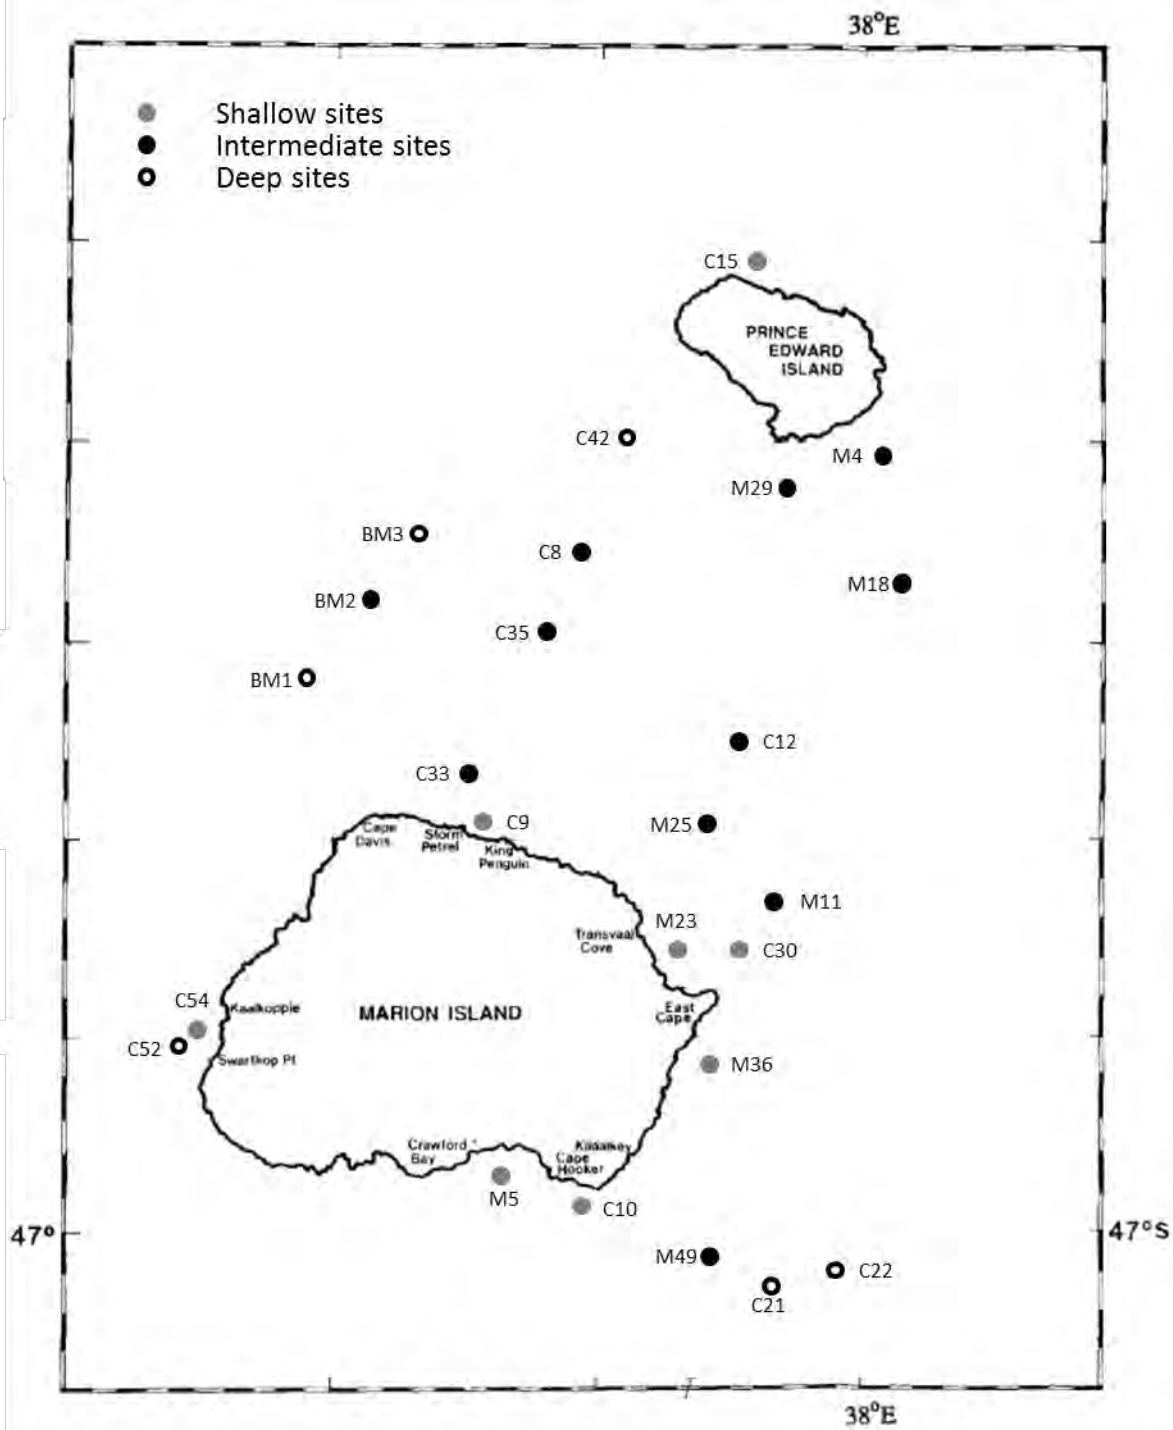 38°E
Shallow sites
Intermediate sites
Deep sites
C15
PRINCE
EDWARD
ISLAND
C42
M4
M29
BM3
C8
M18
BM2
C35
BM1
C12
C33
C9
M25
Cape
Davis
Storm
Petrel
King
Penguin
M11
M23
Transvaal
Cove
C30
C54
Kaalkoppie
MARION ISLAND
East
Cape
C52
Swartkop Pt
M36
Crawford
Bay
Kildalkey
Cape
Hooker
M5
C10
47°
47°S
M49
C22
C21
38°E